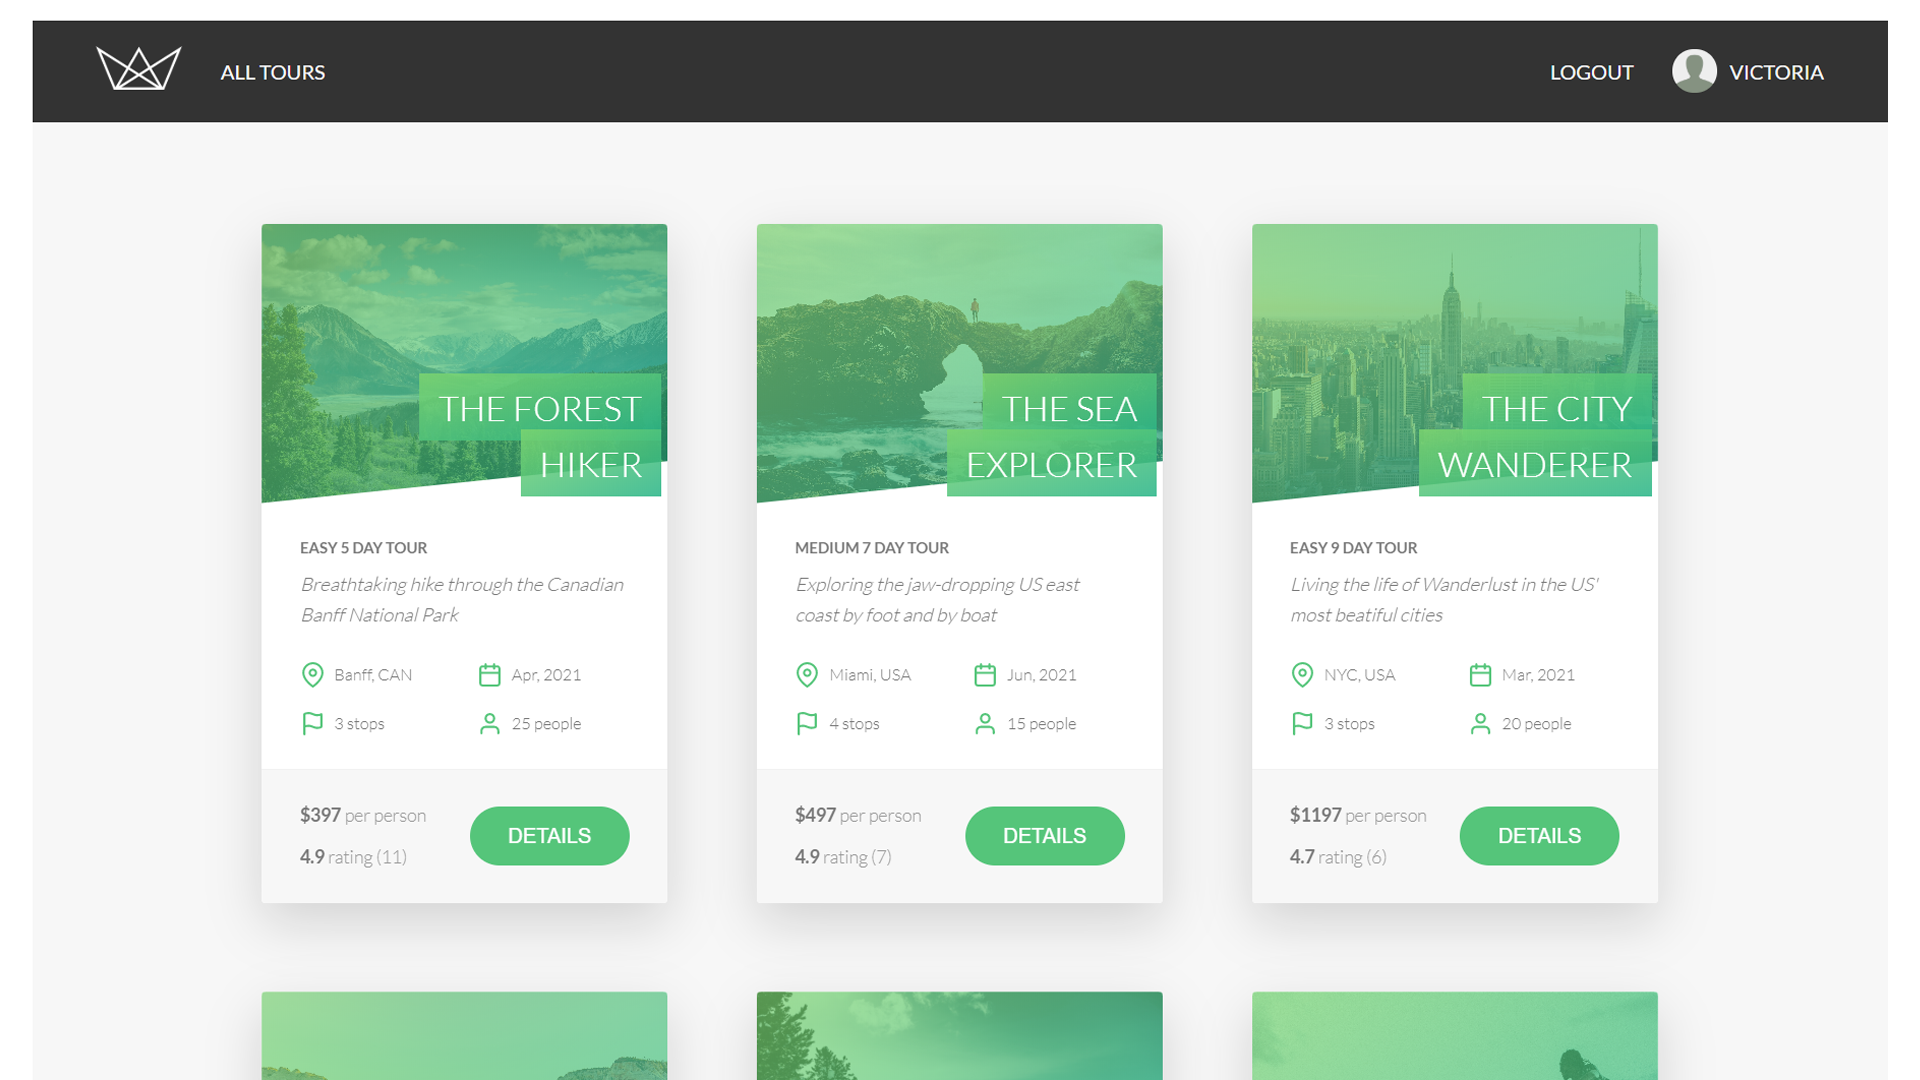 ALL TOURS
LOGOUT
VICTORIA
THE FOREST
HIKER
EASY 5 DAY TOUR
Breathtaking hike through the Canadian
Banff National Park
Banff, CAN
Apr, 2021
3 stops
25 people
$397 per person
4.9 rating (11)
DETAILS
THE SEA
EXPLORER
MEDIUM 7 DAY TOUR
Exploring the jaw-dropping US east
coast by foot and by boat
Miami, USA
Jun, 2021
4 stops
15 people
$497 per person
4.9 rating (7)
DETAILS
THE CITY
WANDERER
EASY 9 DAY TOUR
Living the life of Wanderlust in the US'
most beatiful cities
NYC, USA
Mar, 2021
3 stops
20 people
$1197 per person
4.7 rating (6)
DETAILS